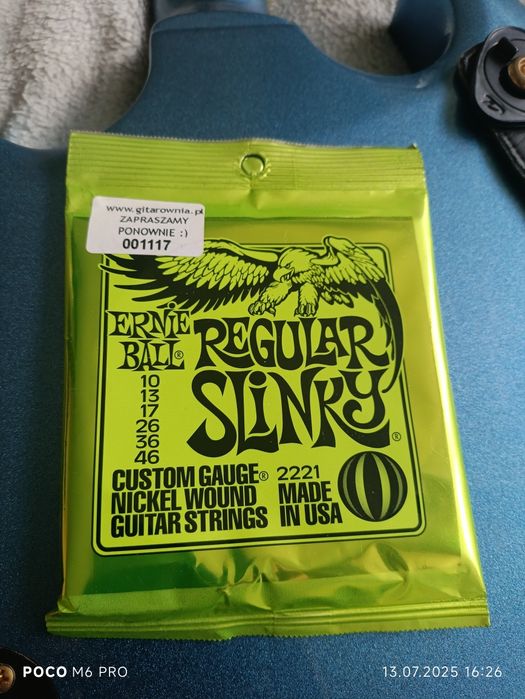 www.gitarownia.pl
ZAPRASZAMY
PONOWNIE :)
001117
ERNIE
BALL®
REGULAR
SLINKY®
10
13
17
26
36
46
CUSTOM GAUGE®
NICKEL WOUND
GUITAR STRINGS
2221
MADE
IN USA
POCO M6 PRO
13.07.2025 16:26